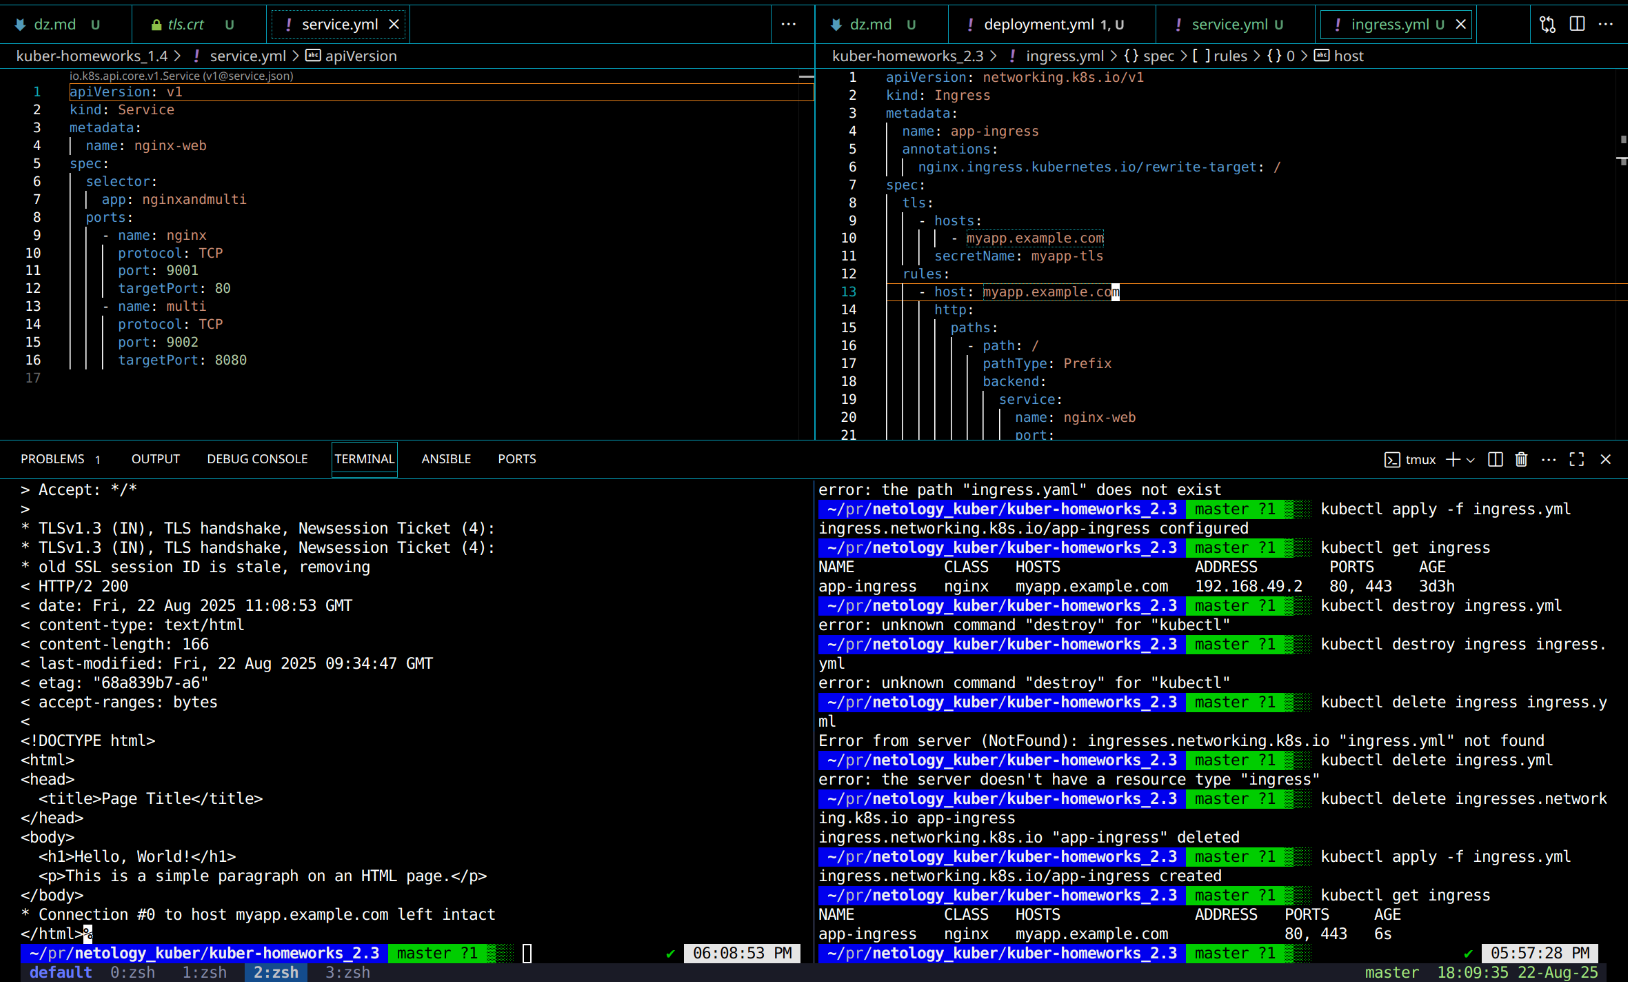 dz.md U tls.crt U ! service.yml × ···
kuber-homeworks_1.4 > ! service.yml > apiVersion
io.k8s.api.core.v1.Service (v1@service.json)
1 apiVersion: v1
2 kind: Service
3 metadata:
4 name: nginx-web
5 spec:
6 selector:
7 app: nginxandmulti
8 ports:
9 - name: nginx
10 protocol: TCP
11 port: 9001
12 targetPort: 80
13 - name: multi
14 protocol: TCP
15 port: 9002
16 targetPort: 8080
17
dz.md U ! deployment.yml 1, U ! service.yml U ! ingress.yml U × ···
kuber-homeworks_2.3 > ! ingress.yml > {} spec > [ ] rules > {} 0 > host
1 apiVersion: networking.k8s.io/v1
2 kind: Ingress
3 metadata:
4 name: app-ingress
5 annotations:
6 nginx.ingress.kubernetes.io/rewrite-target: /
7 spec:
8 tls:
9 - hosts:
10 - myapp.example.com
11 secretName: myapp-tls
12 rules:
13 - host: myapp.example.com
14 http:
15 paths:
16 - path: /
17 pathType: Prefix
18 backend:
19 service:
20 name: nginx-web
21 port:
PROBLEMS 1 OUTPUT DEBUG CONSOLE TERMINAL ANSIBLE PORTS tmux
> Accept: */*
>
* TLSv1.3 (IN), TLS handshake, Newsession Ticket (4):
* TLSv1.3 (IN), TLS handshake, Newsession Ticket (4):
* old SSL session ID is stale, removing
< HTTP/2 200
< date: Fri, 22 Aug 2025 11:08:53 GMT
< content-type: text/html
< content-length: 166
< last-modified: Fri, 22 Aug 2025 09:34:47 GMT
< etag: "68a839b7-a6"
< accept-ranges: bytes
<
<!DOCTYPE html>
<html>
<head>
<title>Page Title</title>
</head>
<body>
<h1>Hello, World!</h1>
<p>This is a simple paragraph on an HTML page.</p>
</body>
* Connection #0 to host myapp.example.com left intact
</html>%
~/pr/netology_kuber/kuber-homeworks_2.3 master ?1 ✔ 06:08:53 PM
error: the path "ingress.yaml" does not exist
~/pr/netology_kuber/kuber-homeworks_2.3 master ?1 kubectl apply -f ingress.yml
ingress.networking.k8s.io/app-ingress configured
~/pr/netology_kuber/kuber-homeworks_2.3 master ?1 kubectl get ingress
NAME CLASS HOSTS ADDRESS PORTS AGE
app-ingress nginx myapp.example.com 192.168.49.2 80, 443 3d3h
~/pr/netology_kuber/kuber-homeworks_2.3 master ?1 kubectl destroy ingress.yml
error: unknown command "destroy" for "kubectl"
~/pr/netology_kuber/kuber-homeworks_2.3 master ?1 kubectl destroy ingress ingress.
yml
error: unknown command "destroy" for "kubectl"
~/pr/netology_kuber/kuber-homeworks_2.3 master ?1 kubectl delete ingress ingress.y
ml
Error from server (NotFound): ingresses.networking.k8s.io "ingress.yml" not found
~/pr/netology_kuber/kuber-homeworks_2.3 master ?1 kubectl delete ingress.yml
error: the server doesn't have a resource type "ingress"
~/pr/netology_kuber/kuber-homeworks_2.3 master ?1 kubectl delete ingresses.network
ing.k8s.io app-ingress
ingress.networking.k8s.io "app-ingress" deleted
~/pr/netology_kuber/kuber-homeworks_2.3 master ?1 kubectl apply -f ingress.yml
ingress.networking.k8s.io/app-ingress created
~/pr/netology_kuber/kuber-homeworks_2.3 master ?1 kubectl get ingress
NAME CLASS HOSTS ADDRESS PORTS AGE
app-ingress nginx myapp.example.com 80, 443 6s
~/pr/netology_kuber/kuber-homeworks_2.3 master ?1 ✔ 05:57:28 PM
default 0:zsh 1:zsh 2:zsh 3:zsh master 18:09:35 22-Aug-25